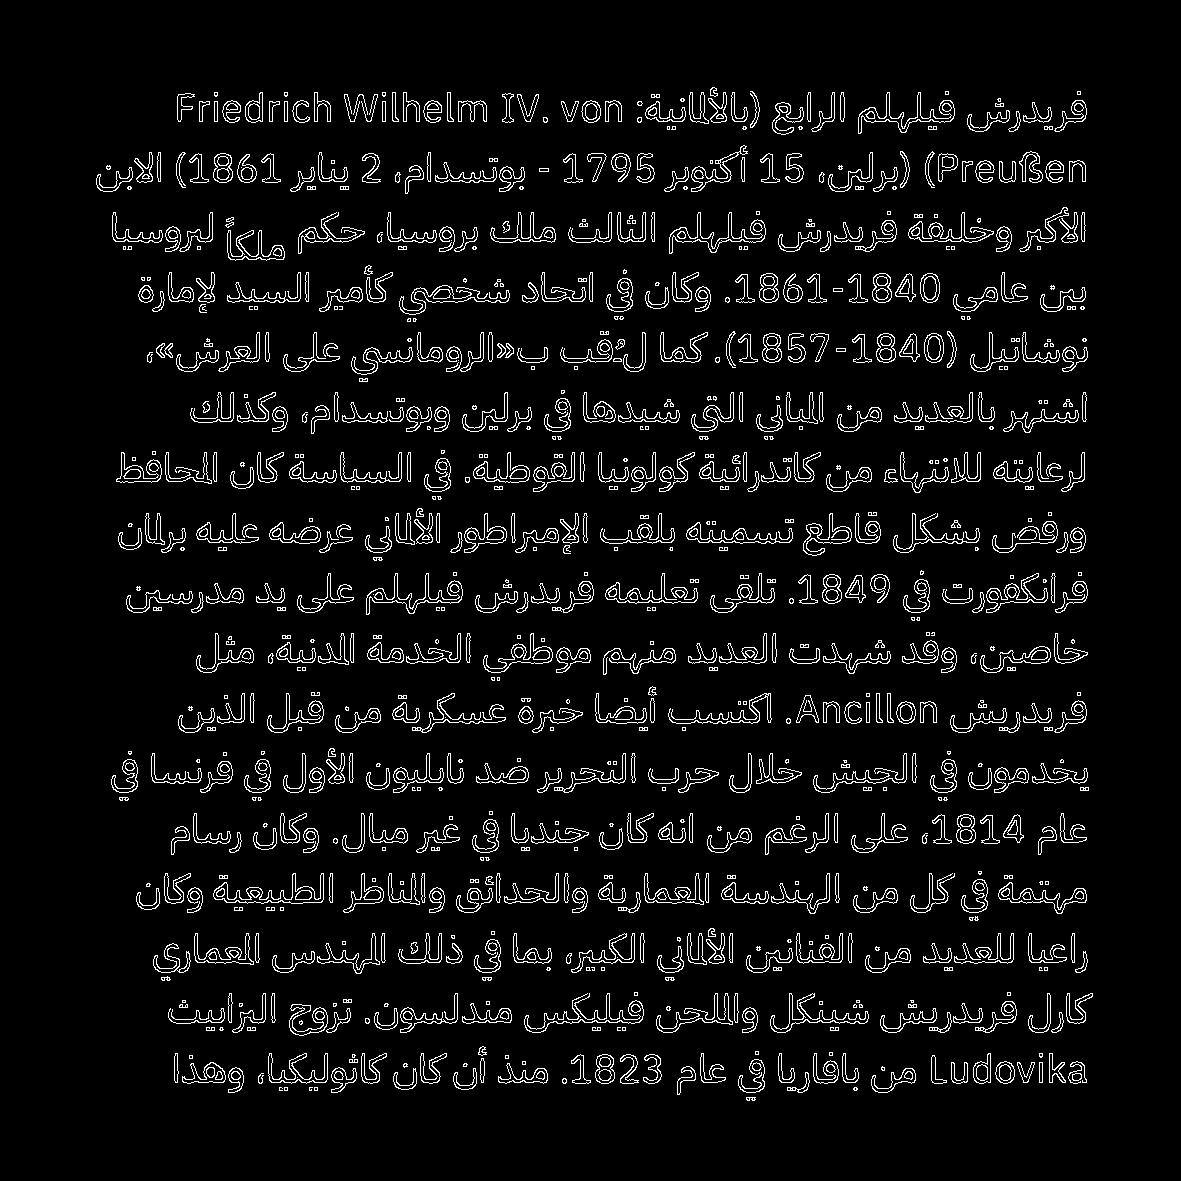 فريدرش فيلهلم الرابع (بالألمانية: Friedrich Wilhelm IV. von
Preußen) (برلين، 15 أكتوبر 1795 - بوتسدام، 2 يناير 1861) الابن
الأكبر وخليفة فريدرش فيلهلم الثالث ملك بروسيا، حكم ملكاً لبروسيا
بين عامي 1840-1861. وكان في اتحاد شخصي كأمير السيد لإمارة
نوشاتيل (1840-1857). كما لُقب ب«الرومانسي على العرش»،
اشتهر بالعديد من المباني التي شيدها في برلين وبوتسدام، وكذلك
لرعايته للانتهاء من كاتدرائية كولونيا القوطية. في السياسة كان المحافظ
ورفض بشكل قاطع تسميته بلقب الإمبراطور الألماني عرضه عليه برلمان
فرانكفورت في 1849. تلقى تعليمه فريدرش فيلهلم على يد مدرسين
خاصين، وقد شهدت العديد منهم موظفي الخدمة المدنية، مثل
فريدريش Ancillon. اكتسب أيضا خبرة عسكرية من قبل الذين
يخدمون في الجيش خلال حرب التحرير ضد نابليون الأول في فرنسا في
عام 1814، على الرغم من انه كان جنديا في غير مبال. وكان رسام
مهتمة في كل من الهندسة المعمارية والحدائق والمناظر الطبيعية وكان
راعيا للعديد من الفنانين الألماني الكبير، بما في ذلك المهندس المعماري
كارل فريدريش شينكل والملحن فيليكس مندلسون. تزوج اليزابيث
Ludovika من بافاريا في عام 1823. منذ أن كان كاثوليكيا، وهذا